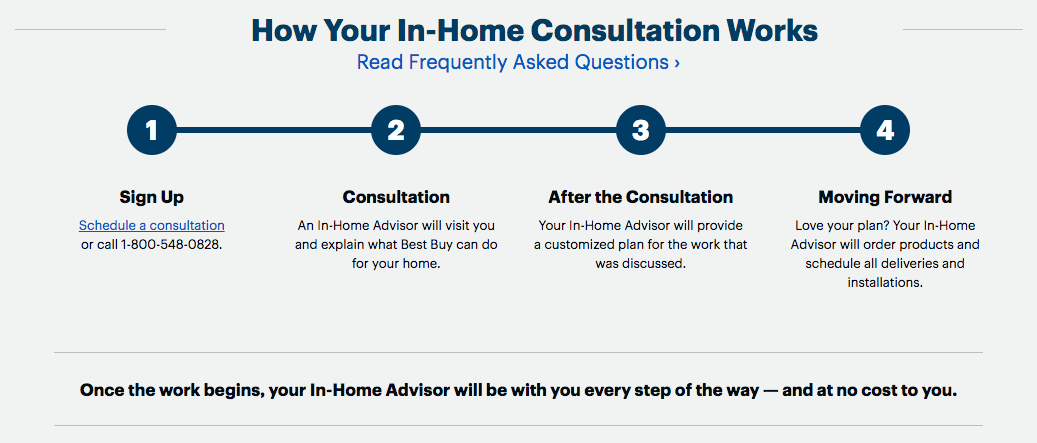 How Your In-Home Consultation Works
Read Frequently Asked Questions ›
1
2
3
4
Sign Up
Schedule a consultation
or call 1-800-548-0828.
Consultation
An In-Home Advisor will visit you
and explain what Best Buy can do
for your home.
After the Consultation
Your In-Home Advisor will provide
a customized plan for the work that
was discussed.
Moving Forward
Love your plan? Your In-Home
Advisor will order products and
schedule all deliveries and
installations.
Once the work begins, your In-Home Advisor will be with you every step of the way — and at no cost to you.